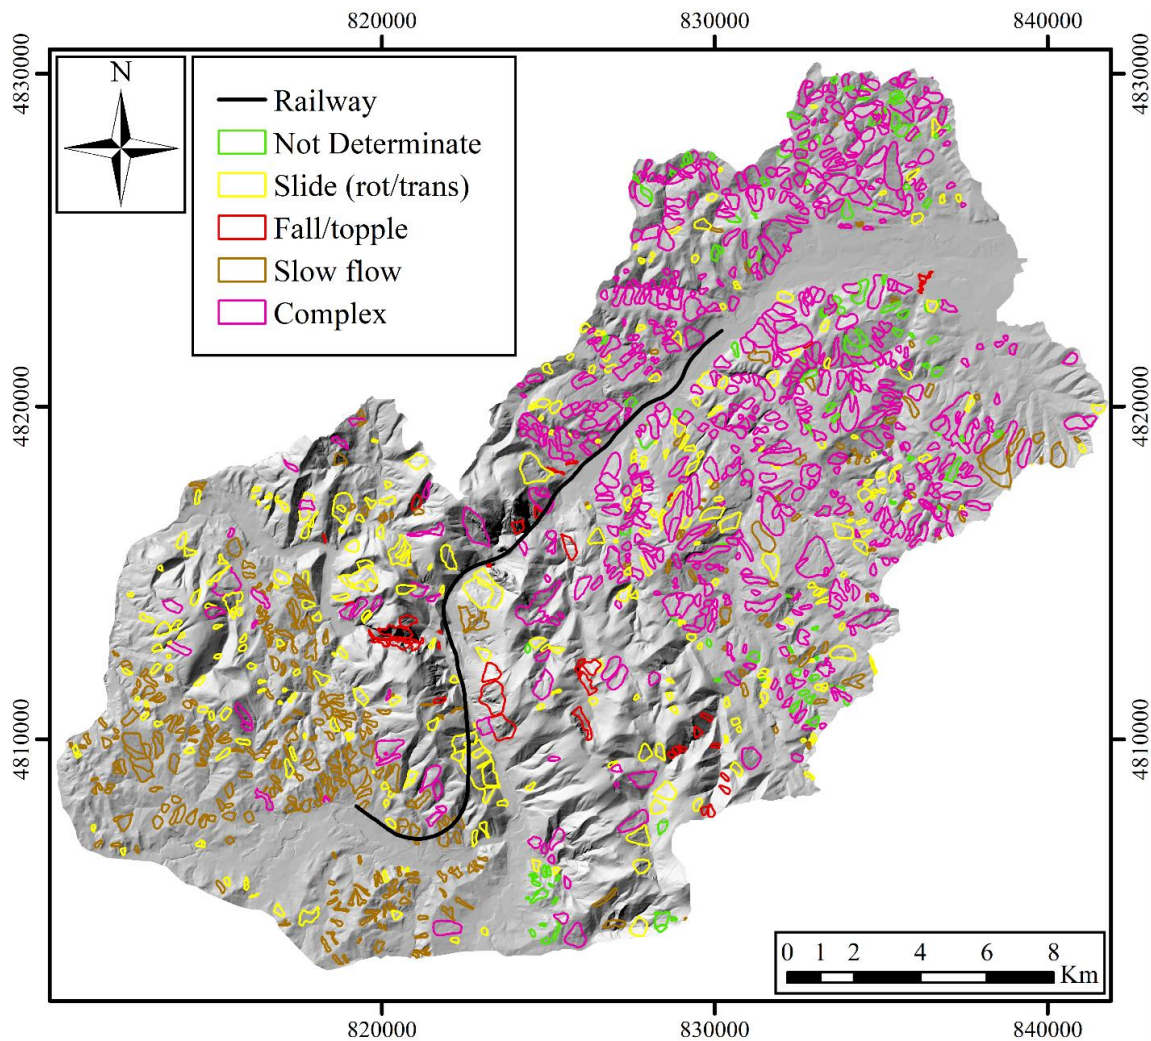 820000 830000 840000
4830000 4830000
N
Railway
Not Determinate
Slide (rot/trans)
Fall/topple
Slow flow
Complex
4820000 4820000
4810000 4810000
0 1 2 4 6 8
Km
820000 830000 840000